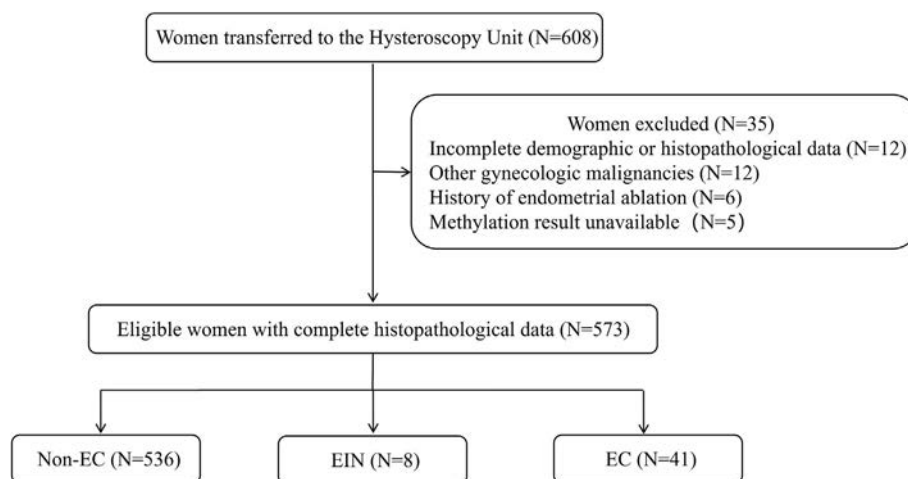 Women transferred to the Hysteroscopy Unit (N=608)
Women excluded (N=35)
Incomplete demographic or histopathological data (N=12)
Other gynecologic malignancies (N=12)
History of endometrial ablation (N=6)
Methylation result unavailable (N=5)
Eligible women with complete histopathological data (N=573)
Non-EC (N=536)
EIN (N=8)
EC (N=41)